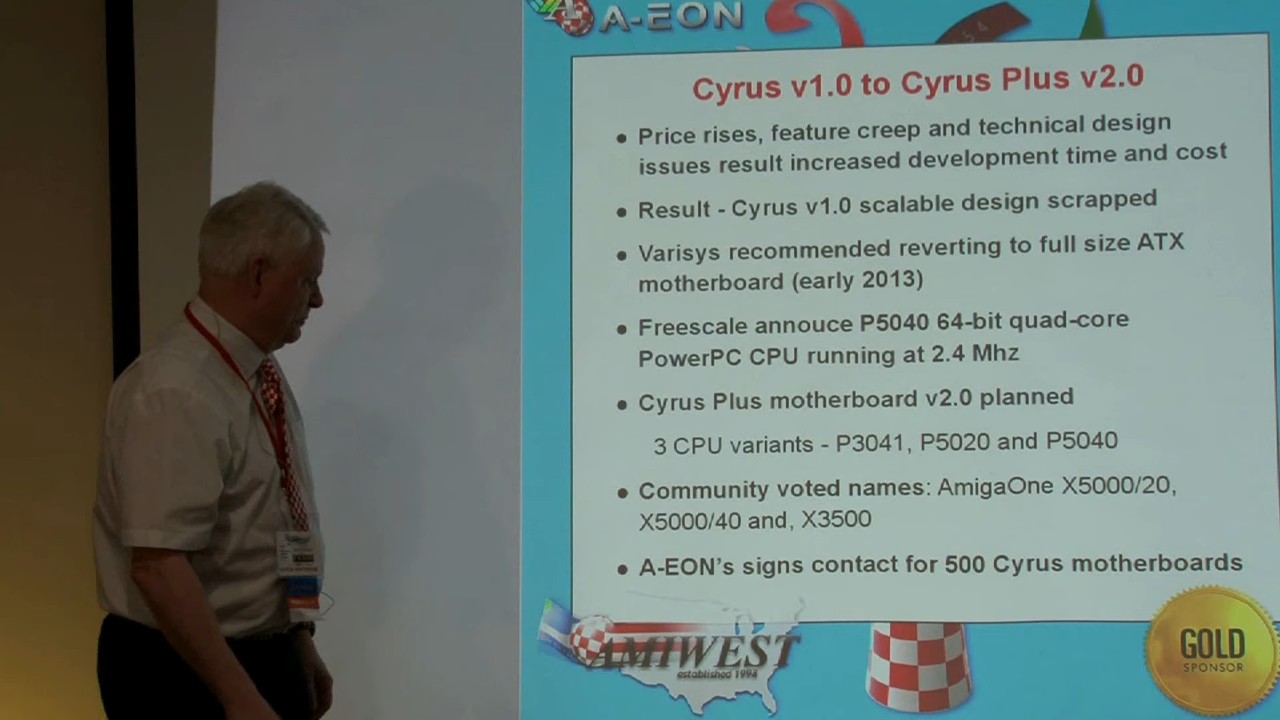 A-EON
Cyrus v1.0 to Cyrus Plus v2.0
• Price rises, feature creep and technical design
issues result increased development time and cost
• Result - Cyrus v1.0 scalable design scrapped
• Varisys recommended reverting to full size ATX
motherboard (early 2013)
• Freescale annouce P5040 64-bit quad-core
PowerPC CPU running at 2.4 Mhz
• Cyrus Plus motherboard v2.0 planned
3 CPU variants - P3041, P5020 and P5040
• Community voted names: AmigaOne X5000/20,
X5000/40 and, X3500
• A-EON's signs contact for 500 Cyrus motherboards
AMIWEST
established 1998
GOLD
SPONSOR